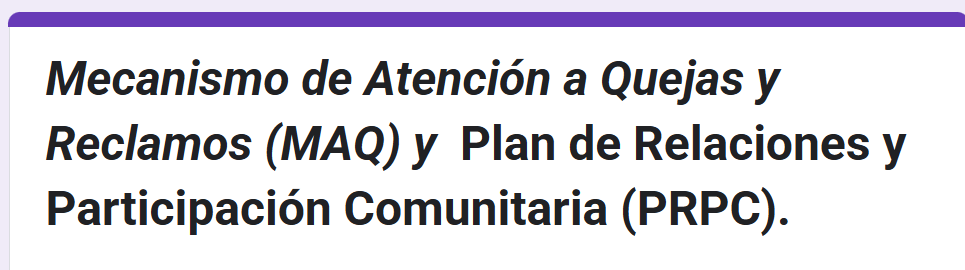 Mecanismo de Atención a Quejas y
Reclamos (MAQ) y  Plan de Relaciones y
Participación Comunitaria (PRPC).